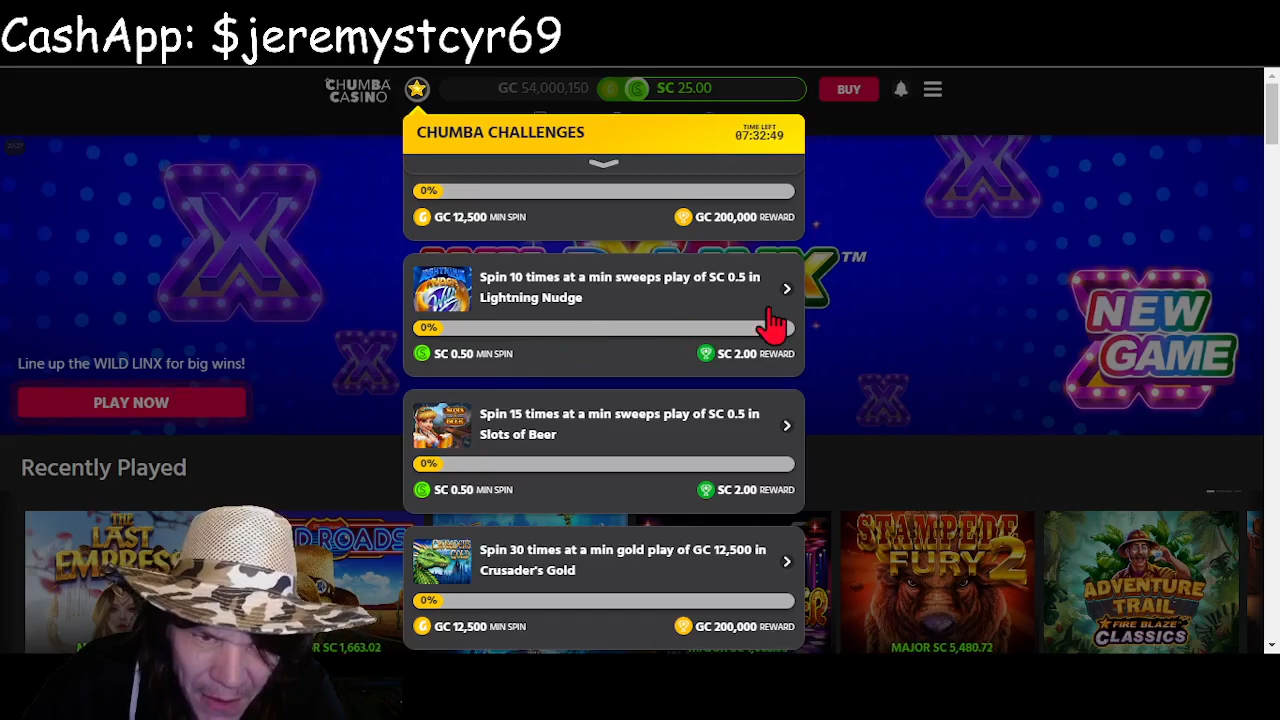 CashApp: $jeremystcyr69
CHUMBA CASINO
GC 54,000,150
SC 25.00
BUY
CHUMBA CHALLENGES
TIME LEFT
07:32:49
0%
GC 12,500 MIN SPIN
GC 200,000 REWARD
TM
Spin 10 times at a min sweeps play of SC 0.5 in
Lightning Nudge
0%
SC 0.50 MIN SPIN
SC 2.00 REWARD
NEW
GAME
Line up the WILD LINX for big wins!
PLAY NOW
Spin 15 times at a min sweeps play of SC 0.5 in
Slots of Beer
0%
SC 0.50 MIN SPIN
SC 2.00 REWARD
Recently Played
Spin 30 times at a min gold play of GC 12,500 in
Crusader's Gold
0%
GC 12,500 MIN SPIN
GC 200,000 REWARD
THE
LAST
EMPRESS
ROADS
STAMPEDE
FURY 2
ADVENTURE
TRAIL
FIRE BLAZE
CLASSICS
SC 1,663.02
MAJOR SC 5,480.72